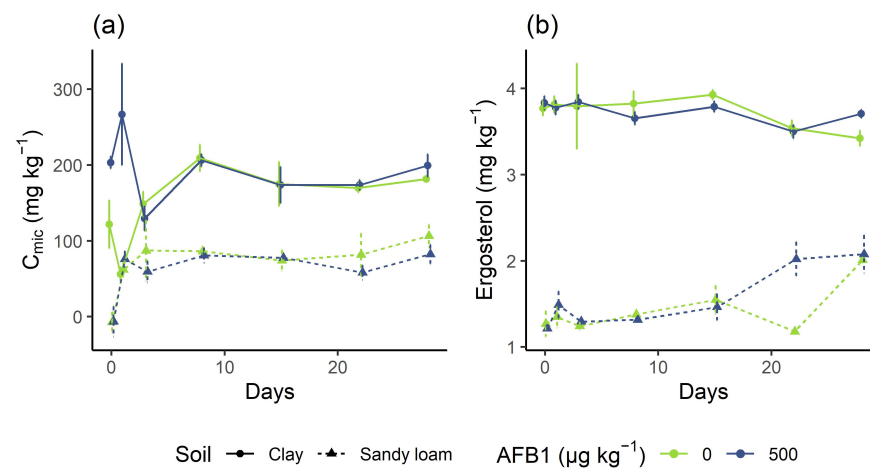 (a)
300
200
100
0
C_mic (mg kg⁻¹)
0 10 20
Days
(b)
4
3
2
1
Ergosterol (mg kg⁻¹)
0 10 20
Days
Soil Clay Sandy loam AFB1 (µg kg⁻¹) 0 500